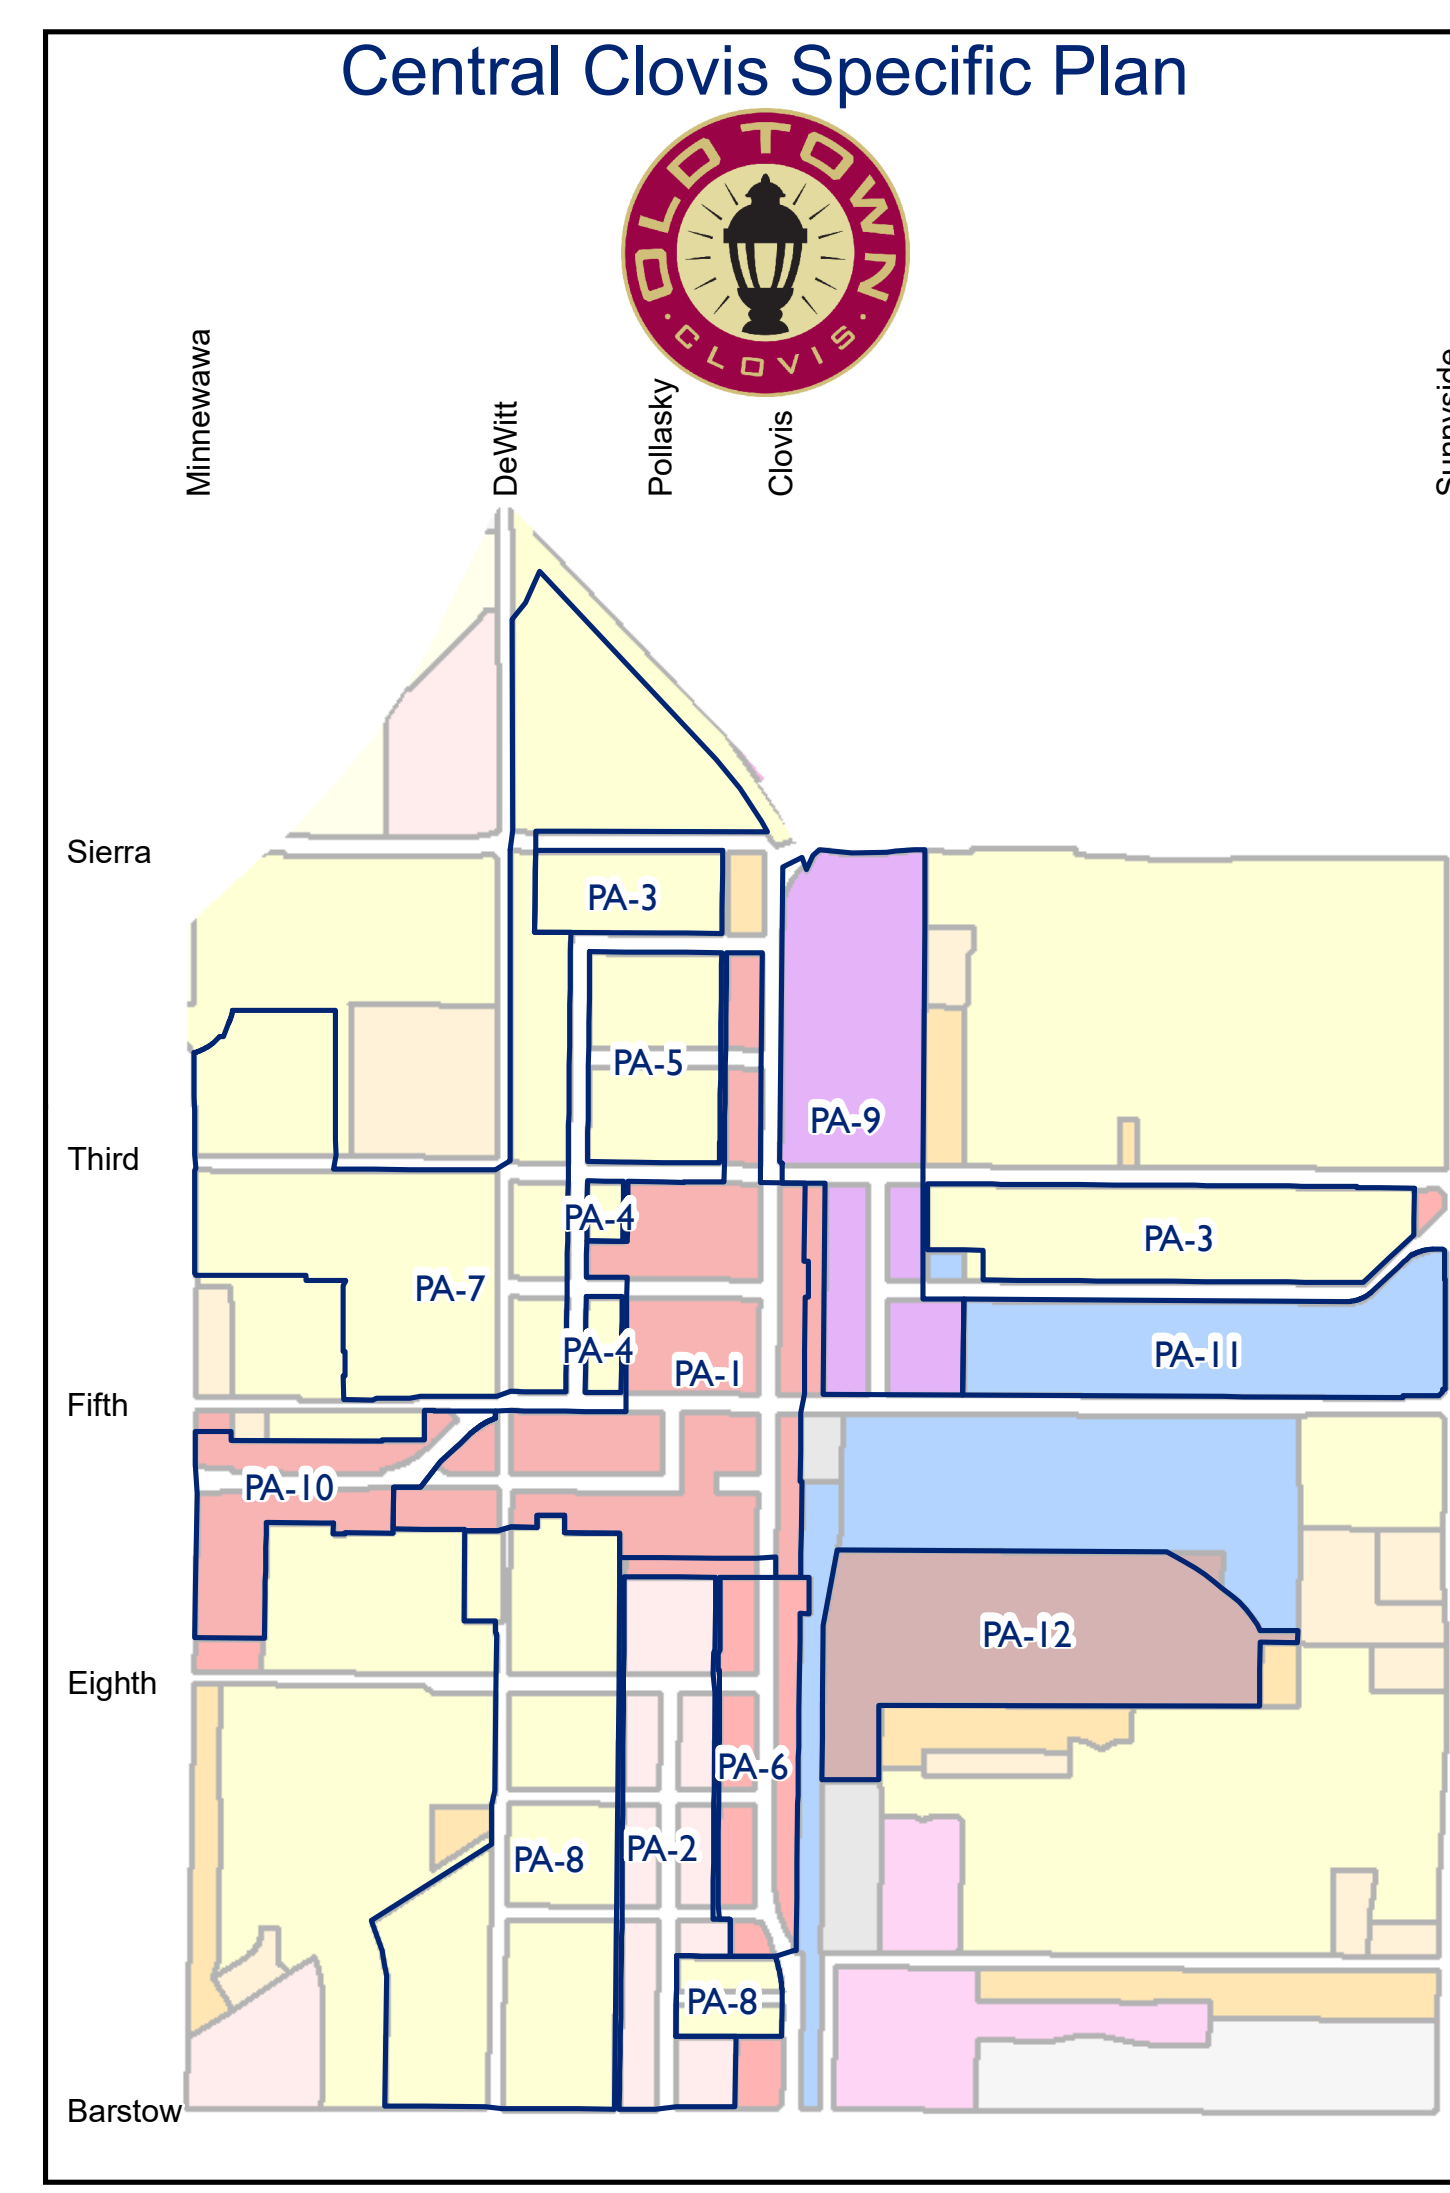 Central Clovis Specific Plan
OLD TOWN
· CLOVIS ·
Minnewawa
DeWitt
Pollasky
Clovis
Sunnyside
Sierra
PA-3
PA-5
PA-9
Third
PA-4
PA-3
PA-7
PA-4
PA-1
PA-11
Fifth
PA-10
PA-12
Eighth
PA-6
PA-2
PA-8
PA-8
Barstow